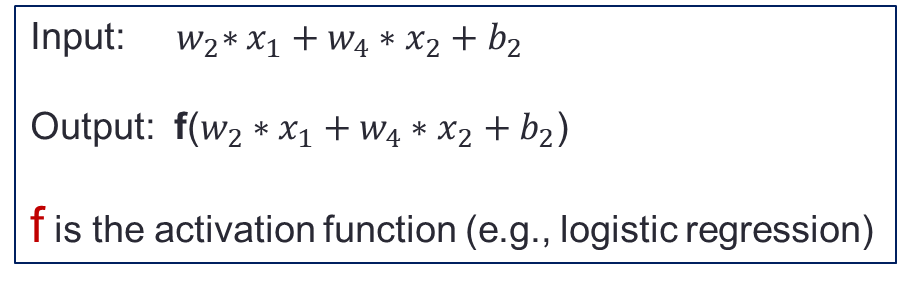 Input: w₂* x₁ + w₄ * x₂ + b₂
Output: f(w₂ * x₁ + w₄ * x₂ + b₂)
f is the activation function (e.g., logistic regression)